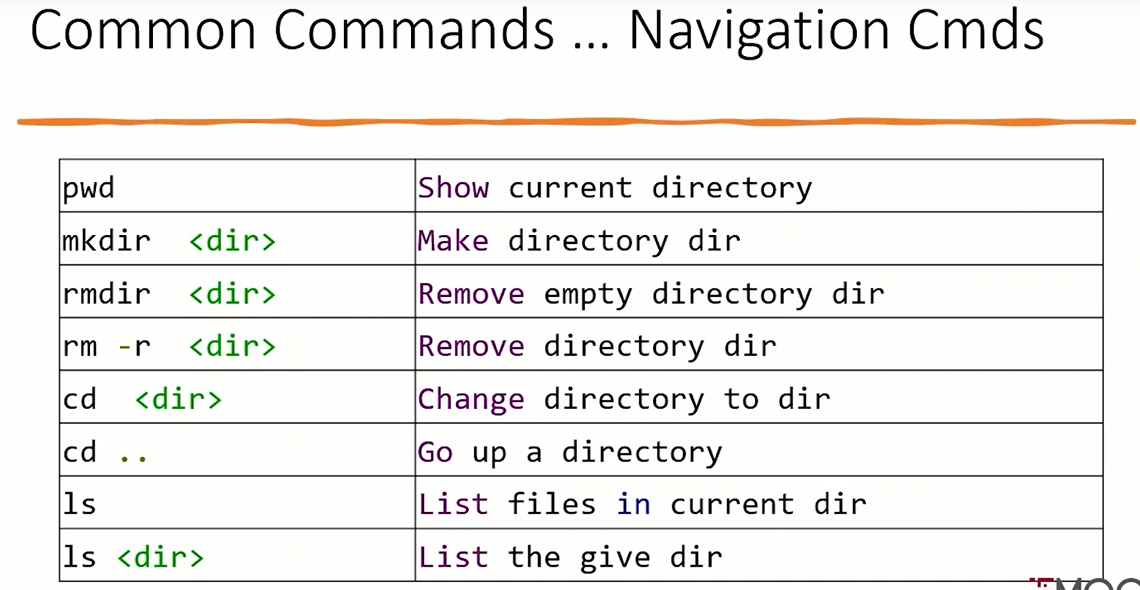 Common Commands ... Navigation Cmds
pwd Show current directory
mkdir <dir> Make directory dir
rmdir <dir> Remove empty directory dir
rm -r <dir> Remove directory dir
cd <dir> Change directory to dir
cd .. Go up a directory
ls List files in current dir
ls <dir> List the give dir